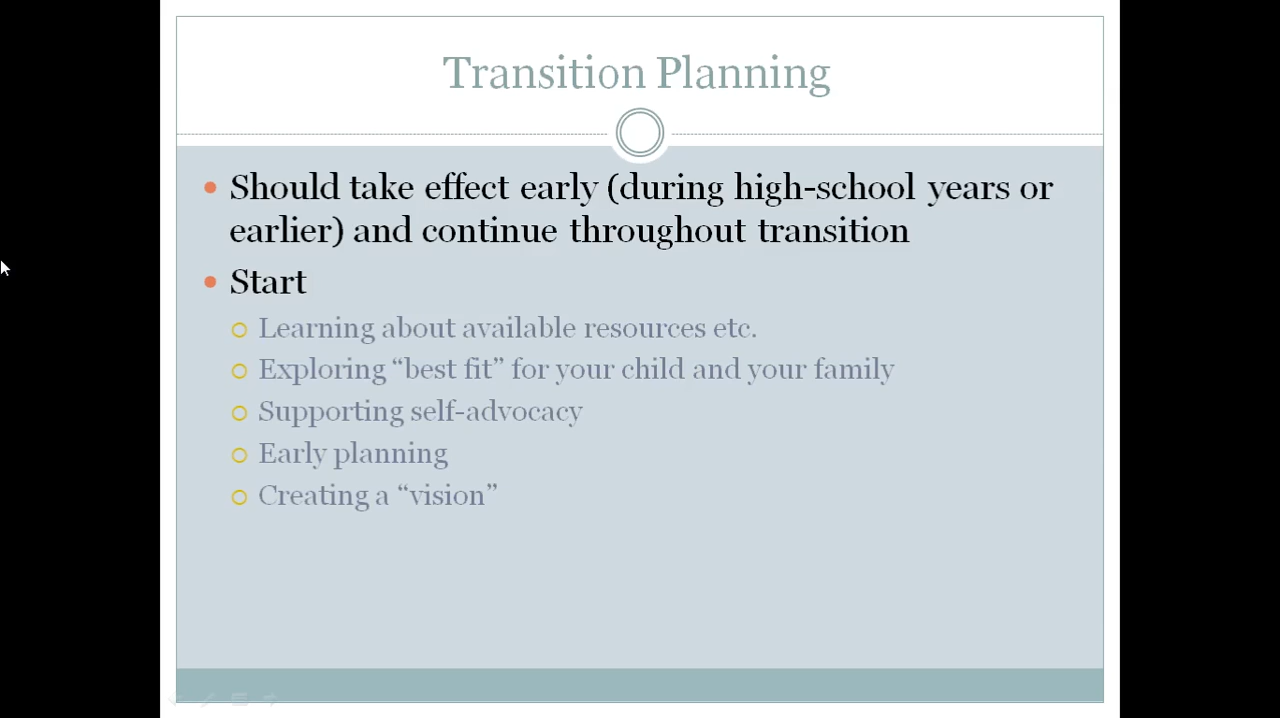 Transition Planning
Should take effect early (during high-school years or
earlier) and continue throughout transition
Start
Learning about available resources etc.
Exploring “best fit” for your child and your family
Supporting self-advocacy
Early planning
Creating a “vision”